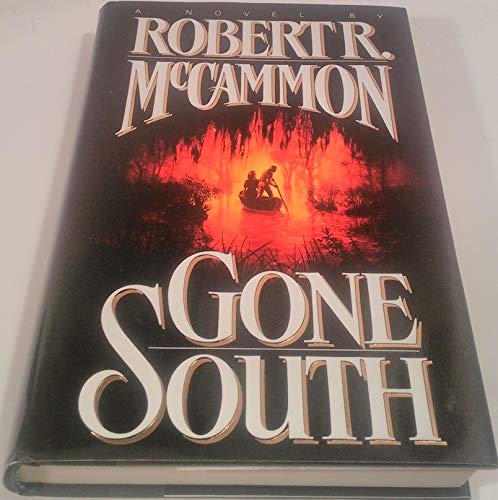 A NOVEL BY
ROBERT R.
McCAMMON
GONE
SOUTH